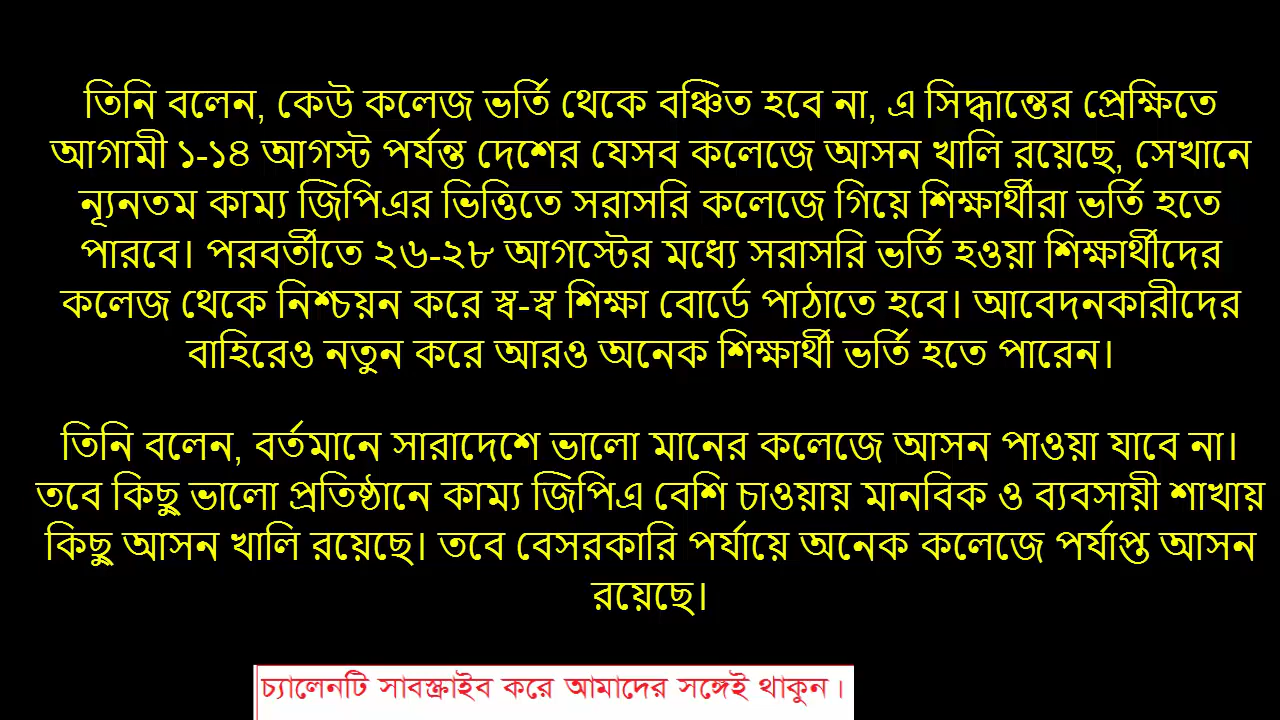 তিনি বলেন, কেউ কলেজ ভর্তি থেকে বঞ্চিত হবে না, এ সিদ্ধান্তের প্রেক্ষিতে
আগামী ১-১৪ আগস্ট পর্যন্ত দেশের যেসব কলেজে আসন খালি রয়েছে, সেখানে
ন্যূনতম কাম্য জিপিএর ভিত্তিতে সরাসরি কলেজে গিয়ে শিক্ষার্থীরা ভর্তি হতে
পারবে। পরবর্তীতে ২৬-২৮ আগস্টের মধ্যে সরাসরি ভর্তি হওয়া শিক্ষার্থীদের
কলেজ থেকে নিশ্চয়ন করে স্ব-স্ব শিক্ষা বোর্ডে পাঠাতে হবে। আবেদনকারীদের
বাহিরেও নতুন করে আরও অনেক শিক্ষার্থী ভর্তি হতে পারেন।
তিনি বলেন, বর্তমানে সারাদেশে ভালো মানের কলেজে আসন পাওয়া যাবে না।
তবে কিছু ভালো প্রতিষ্ঠানে কাম্য জিপিএ বেশি চাওয়ায় মানবিক ও ব্যবসায়ী শাখায়
কিছু আসন খালি রয়েছে। তবে বেসরকারি পর্যায়ে অনেক কলেজে পর্যাপ্ত আসন
রয়েছে।
চ্যালেনটি সাবস্ক্রাইব করে আমাদের সঙ্গেই থাকুন।